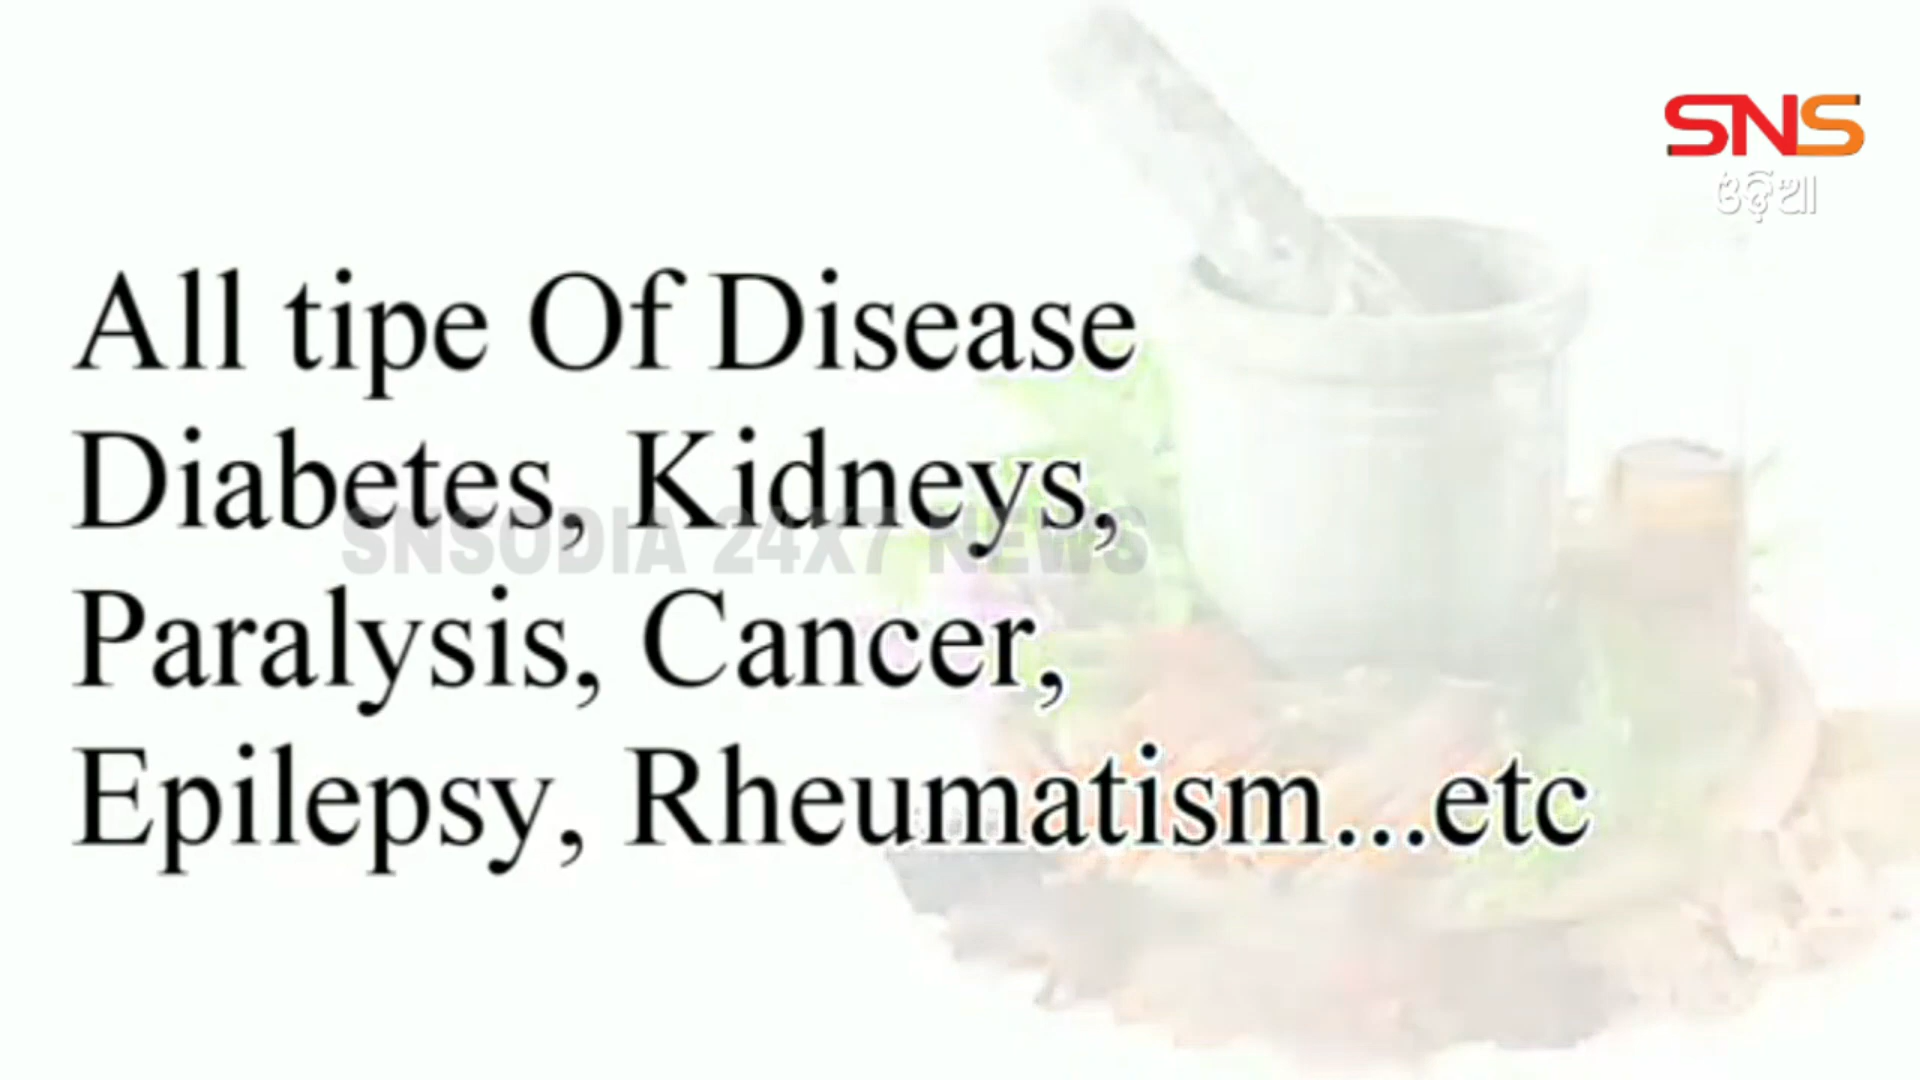 SNS
ଓଡ଼ିଆ
All tipe Of Disease
Diabetes, Kidneys,
SNSODIA 24X7 NEWS
Paralysis, Cancer,
Epilepsy, Rheumatism...etc